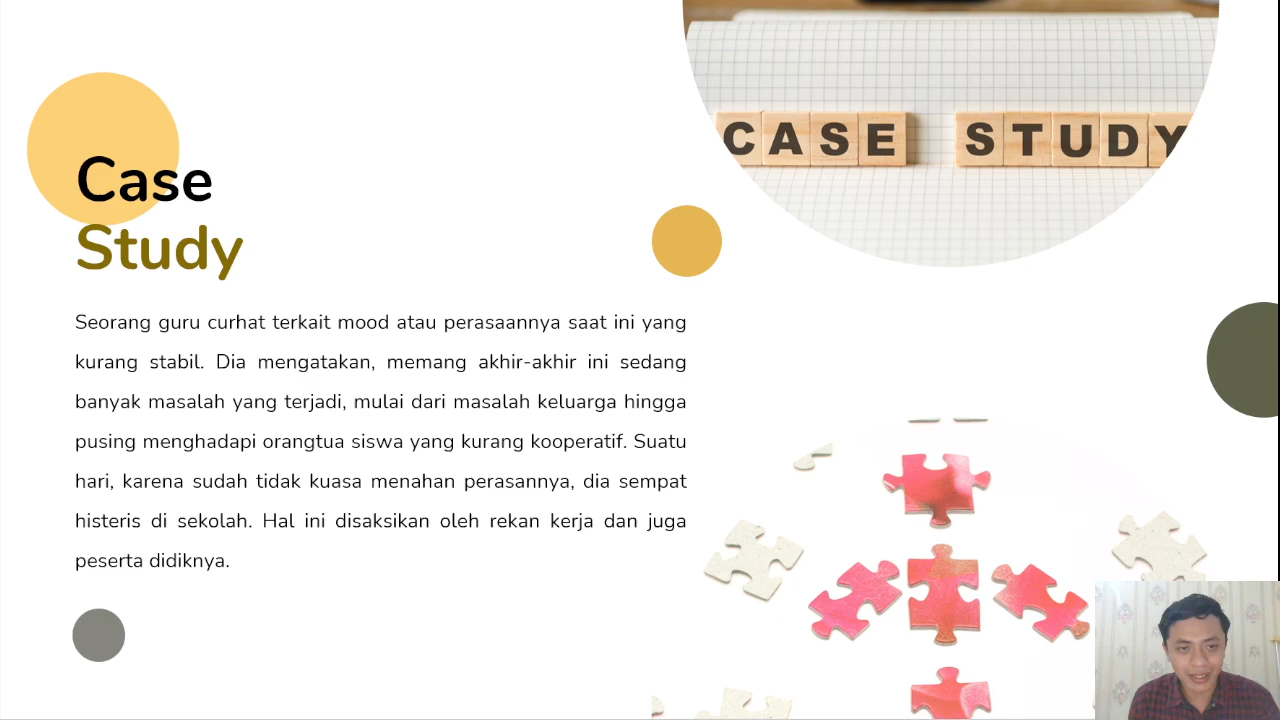 CASE STUDY
Case
Study
Seorang guru curhat terkait mood atau perasaannya saat ini yang
kurang stabil. Dia mengatakan, memang akhir-akhir ini sedang
banyak masalah yang terjadi, mulai dari masalah keluarga hingga
pusing menghadapi orangtua siswa yang kurang kooperatif. Suatu
hari, karena sudah tidak kuasa menahan perasannya, dia sempat
histeris di sekolah. Hal ini disaksikan oleh rekan kerja dan juga
peserta didiknya.